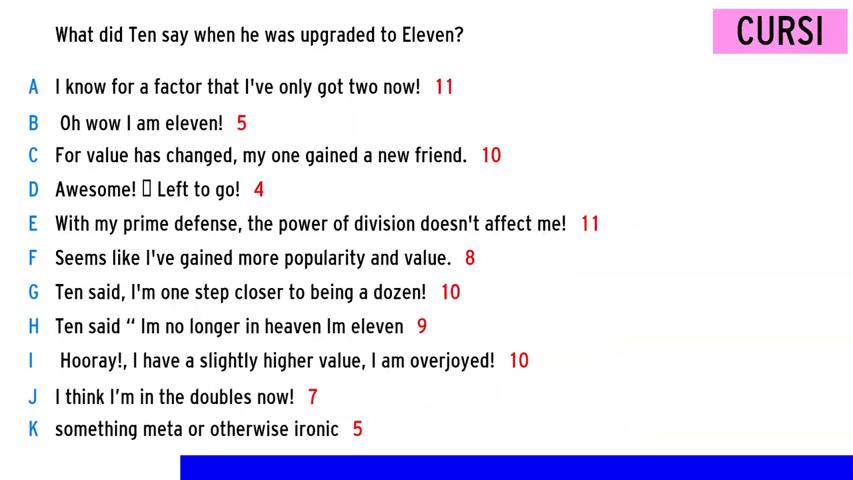 What did Ten say when he was upgraded to Eleven?
CURSI
A I know for a factor that I've only got two now! 11
B Oh wow I am eleven! 5
C For value has changed, my one gained a new friend. 10
D Awesome! ▯ Left to go! 4
E With my prime defense, the power of division doesn't affect me! 11
F Seems like I've gained more popularity and value. 8
G Ten said, I'm one step closer to being a dozen! 10
H Ten said “ Im no longer in heaven Im eleven 9
I Hooray!, I have a slightly higher value, I am overjoyed! 10
J I think I’m in the doubles now! 7
K something meta or otherwise ironic 5